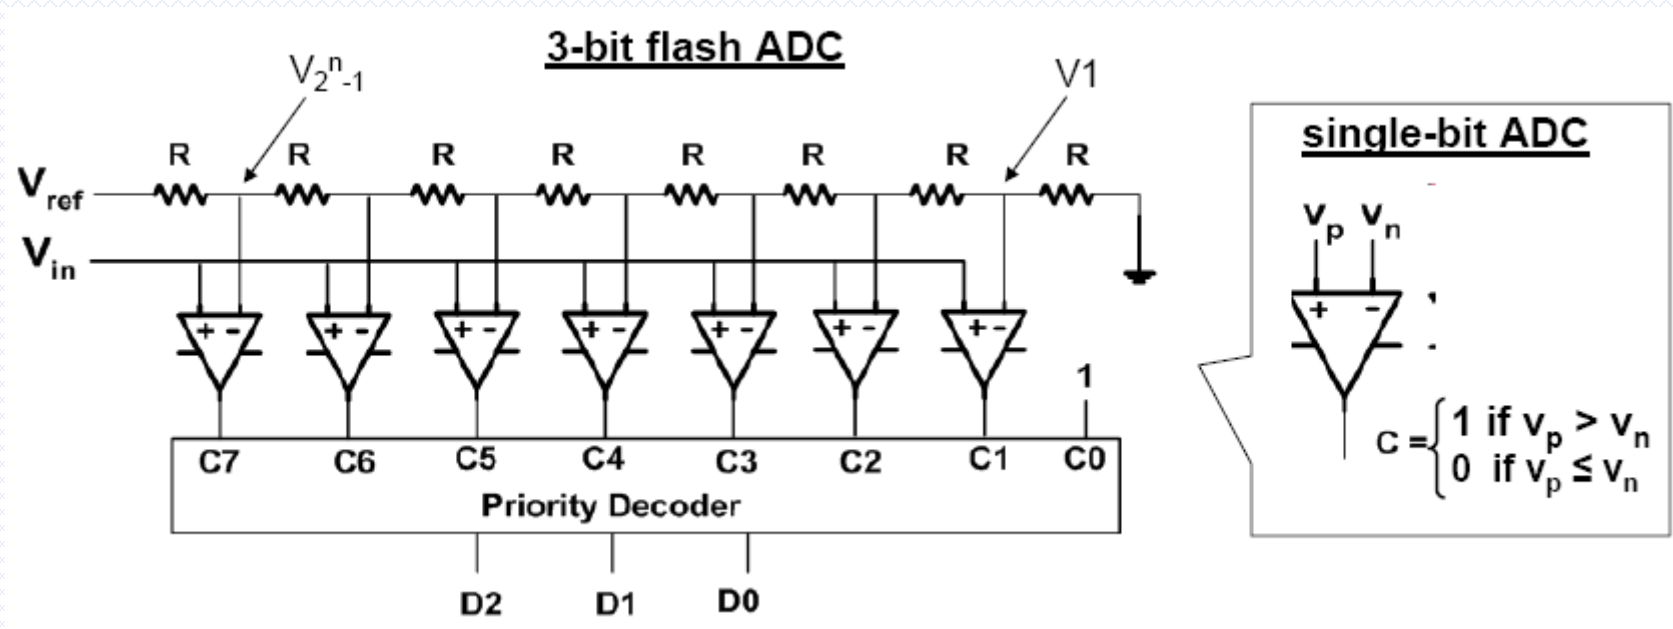 3-bit flash ADC
V2ⁿ-1
V1
R R R R R R R R
Vref
Vin
+ - + - + - + - + - + - + -
1
C7 C6 C5 C4 C3 C2 C1 C0
Priority Decoder
D2 D1 D0
single-bit ADC
vp vn
+ -
C = { 1 if vp > vn
0 if vp ≤ vn